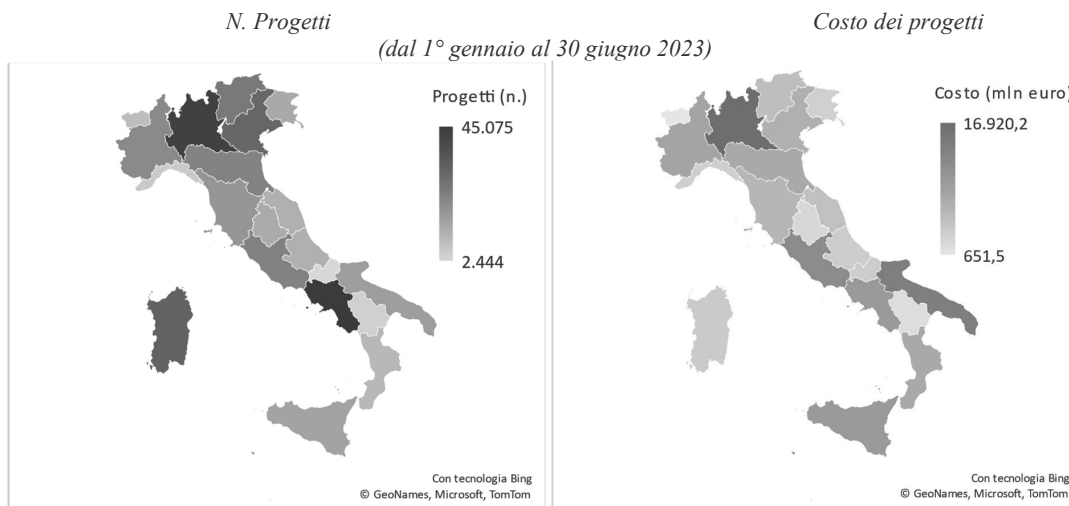 N. Progetti
Costo dei progetti
(dal 1° gennaio al 30 giugno 2023)
Progetti (n.)
45.075
2.444
Con tecnologia Bing
© GeoNames, Microsoft, TomTom
Costo (mln euro)
16.920,2
651,5
Con tecnologia Bing
© GeoNames, Microsoft, TomTom